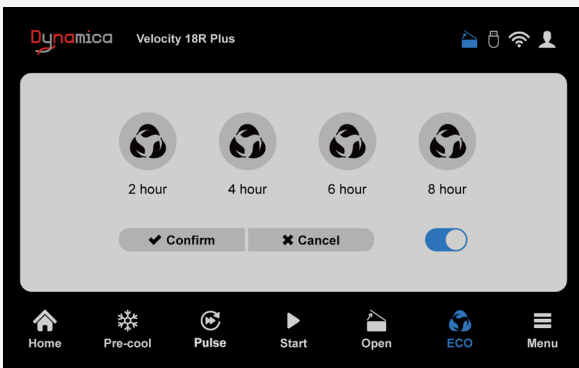 Dynamica Velocity 18R Plus
2 hour 4 hour 6 hour 8 hour
Confirm Cancel
Home Pre-cool Pulse Start Open ECO Menu